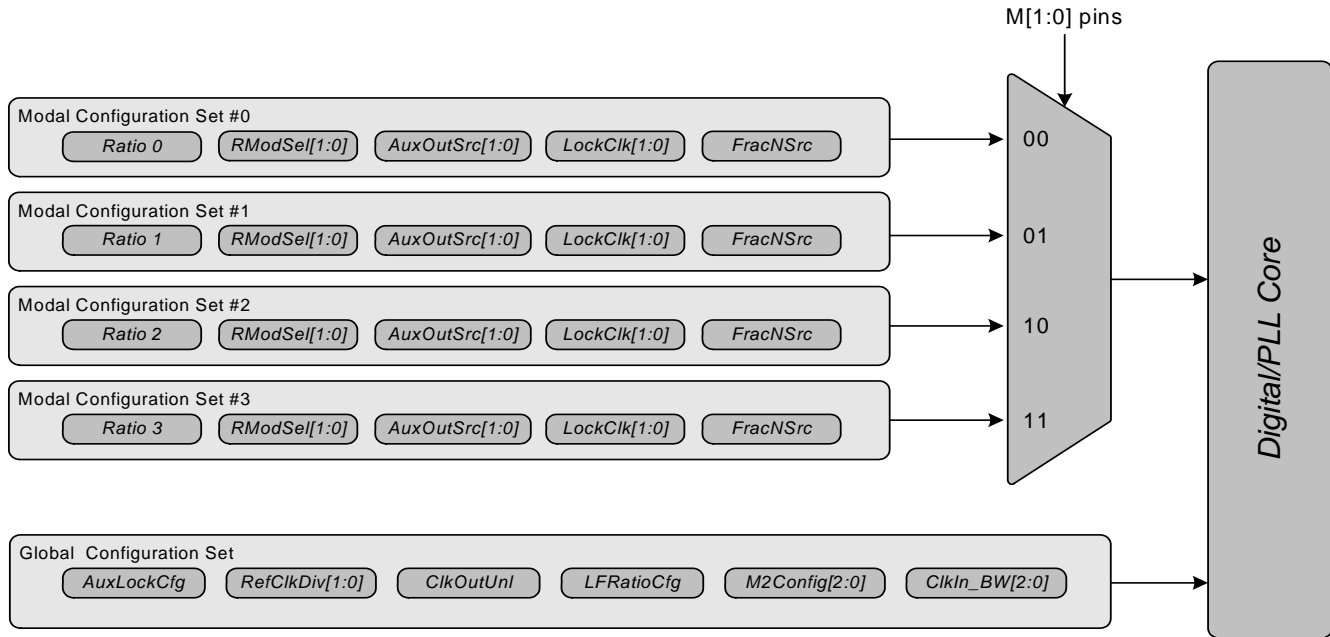 M[1:0] pins
Modal Configuration Set #0
Ratio 0 RModSel[1:0] AuxOutSrc[1:0] LockClk[1:0] FracNSrc
00
Modal Configuration Set #1
Ratio 1 RModSel[1:0] AuxOutSrc[1:0] LockClk[1:0] FracNSrc
01
Modal Configuration Set #2
Ratio 2 RModSel[1:0] AuxOutSrc[1:0] LockClk[1:0] FracNSrc
10
Modal Configuration Set #3
Ratio 3 RModSel[1:0] AuxOutSrc[1:0] LockClk[1:0] FracNSrc
11
Digital/PLL Core
Global Configuration Set
AuxLockCfg RefClkDiv[1:0] ClkOutUnl LFRatioCfg M2Config[2:0] ClkIn_BW[2:0]